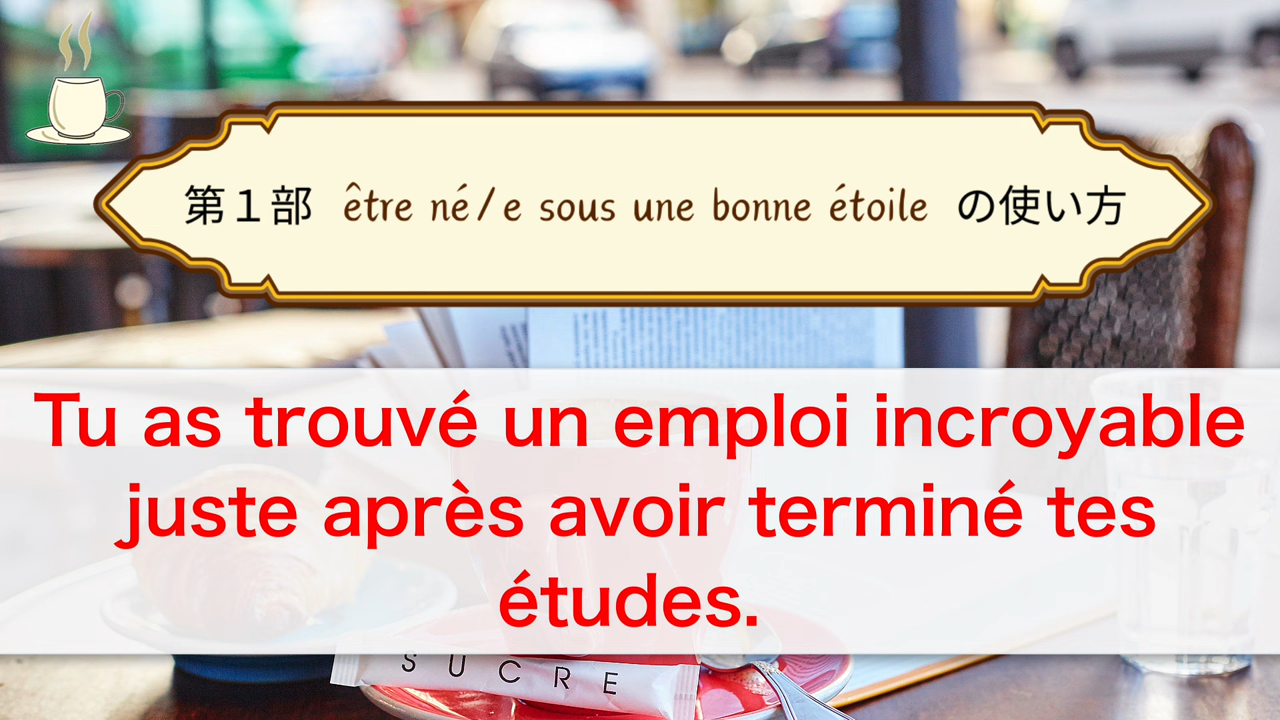 第１部 être né/e sous une bonne étoile の使い方
Tu as trouvé un emploi incroyable
juste après avoir terminé tes
études.
SUCRE